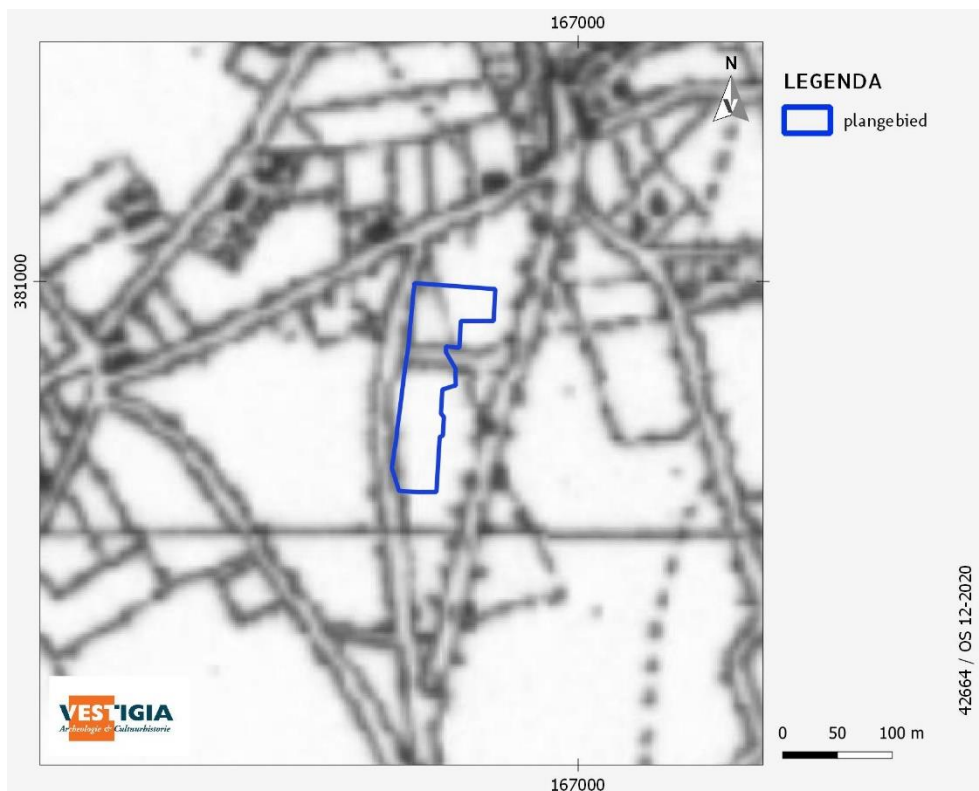 167000
N
LEGENDA
plangebied
381000
VESTIGIA
Archeologie & Cultuurhistorie
42664 / OS 12-2020
0 50 100 m
167000